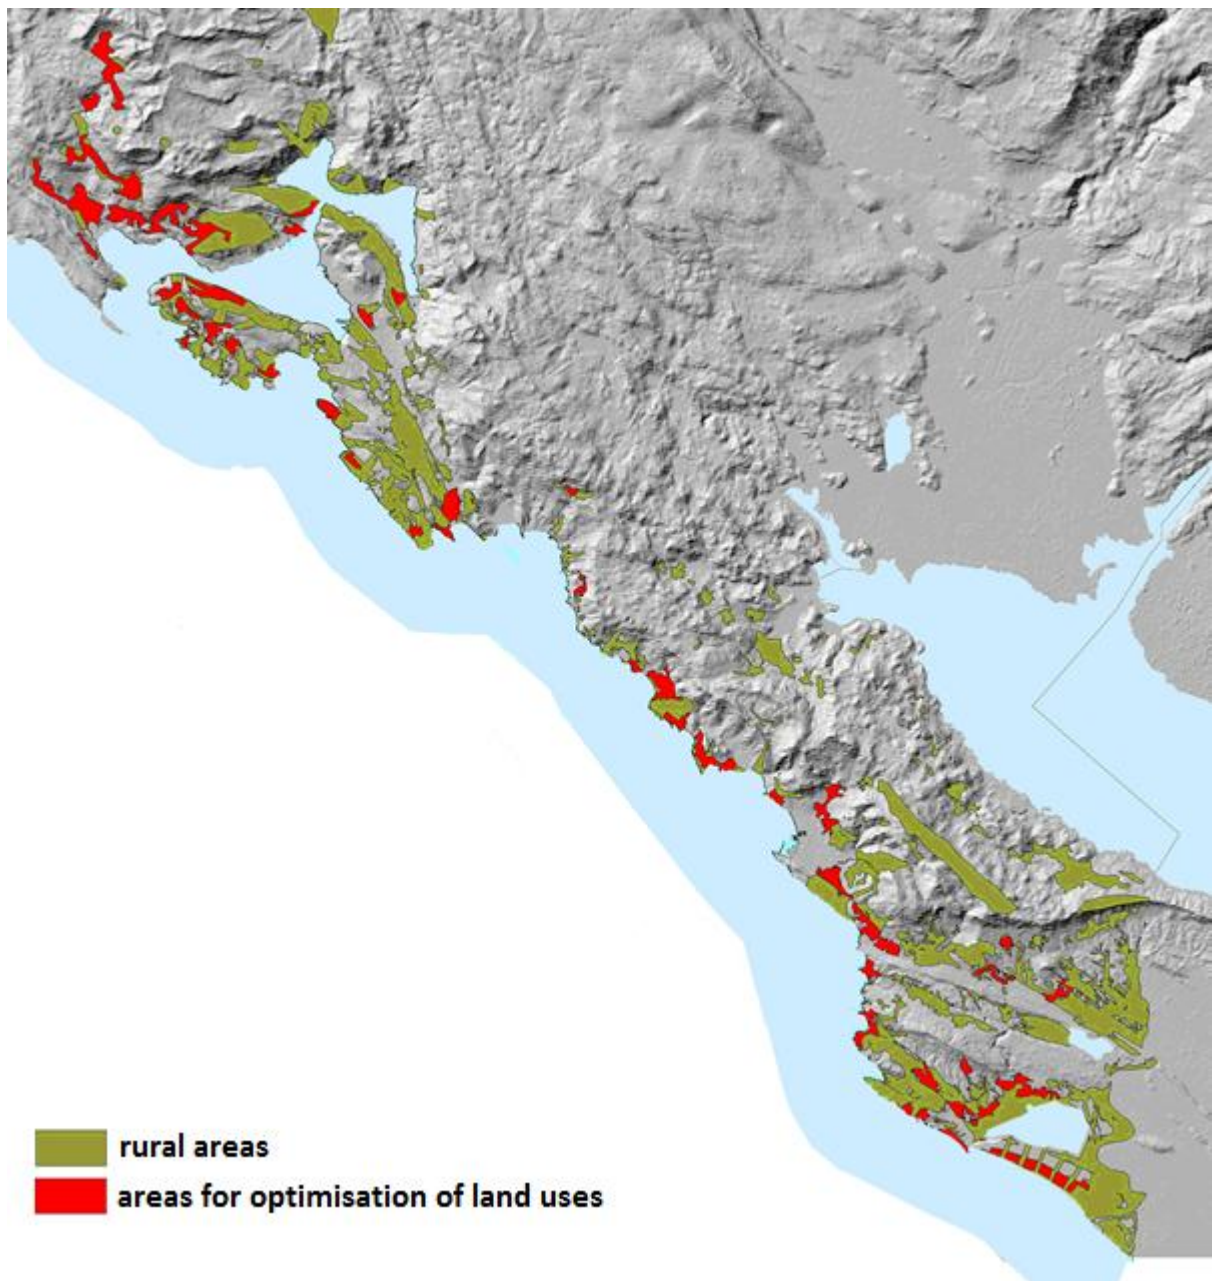 rural areas
areas for optimisation of land uses